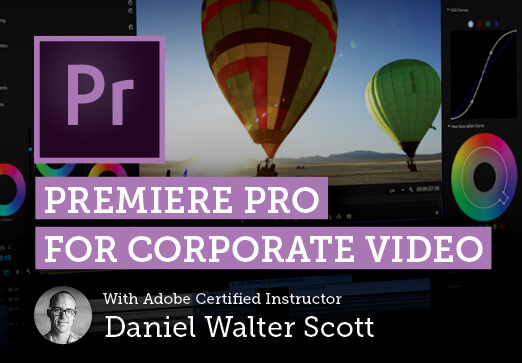 Pr
PREMIERE PRO
FOR CORPORATE VIDEO
With Adobe Certified Instructor
Daniel Walter Scott